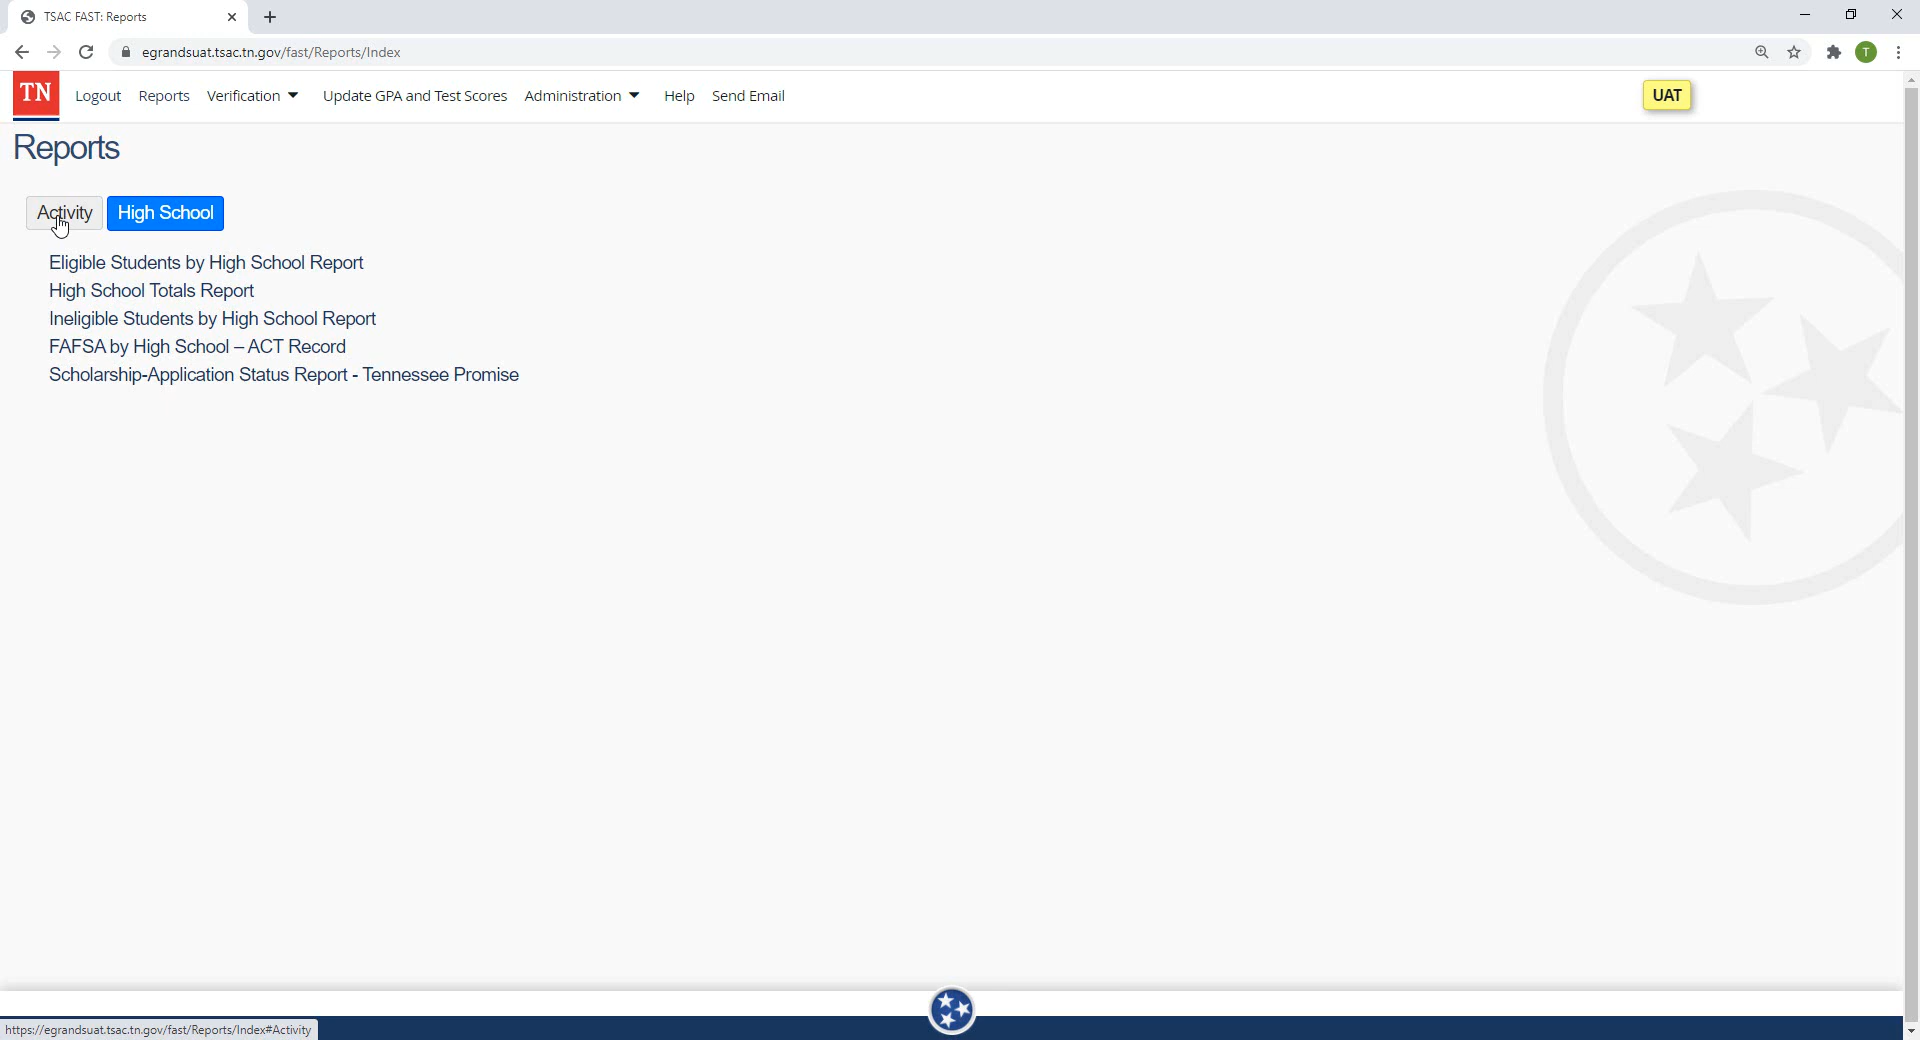 TSAC FAST: Reports
egrandsuat.tsac.tn.gov/fast/Reports/Index
T
TN
Logout Reports Verification Update GPA and Test Scores Administration Help Send Email
UAT
Reports
Activity High School
Eligible Students by High School Report
High School Totals Report
Ineligible Students by High School Report
FAFSA by High School – ACT Record
Scholarship-Application Status Report - Tennessee Promise
https://egrandsuat.tsac.tn.gov/fast/Reports/Index#Activity